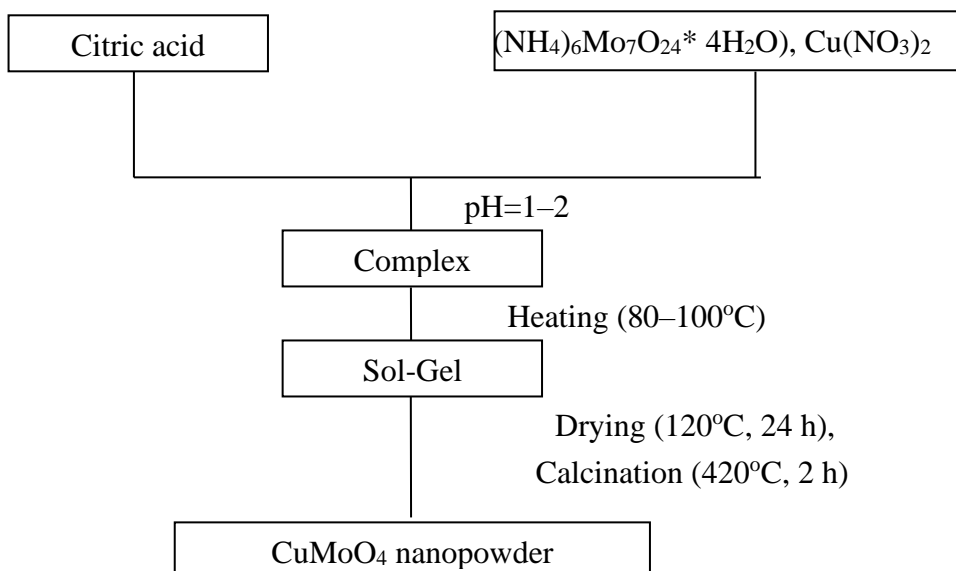 Citric acid
(NH₄)₆Mo₇O₂₄* 4H₂O), Cu(NO₃)₂
pH=1–2
Complex
Heating (80–100ºC)
Sol-Gel
Drying (120ºC, 24 h),
Calcination (420ºC, 2 h)
CuMoO₄ nanopowder